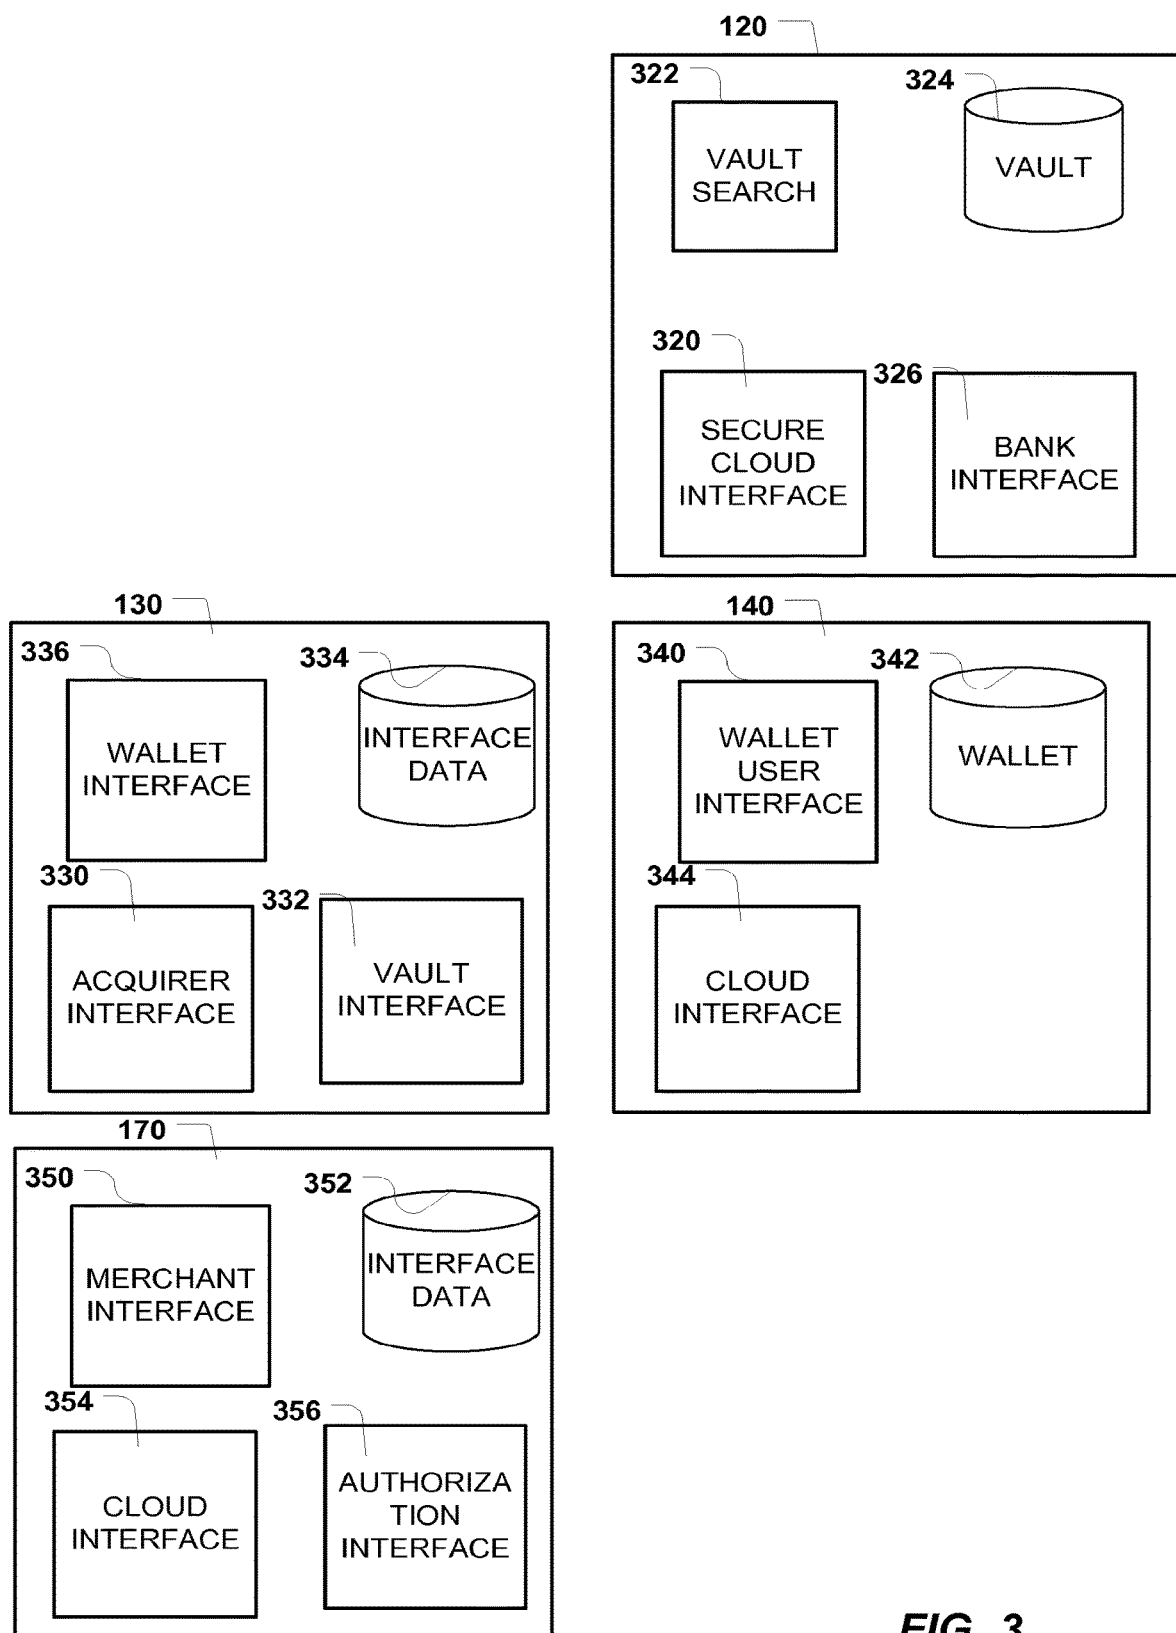 120
322
324
VAULT
SEARCH
VAULT
320
326
SECURE
CLOUD
INTERFACE
BANK
INTERFACE
130
336
334
WALLET
INTERFACE
INTERFACE
DATA
330
332
ACQUIRER
INTERFACE
VAULT
INTERFACE
140
340
342
WALLET
USER
INTERFACE
WALLET
344
CLOUD
INTERFACE
170
350
352
MERCHANT
INTERFACE
INTERFACE
DATA
354
356
CLOUD
INTERFACE
AUTHORIZA
TION
INTERFACE
FIG. 3